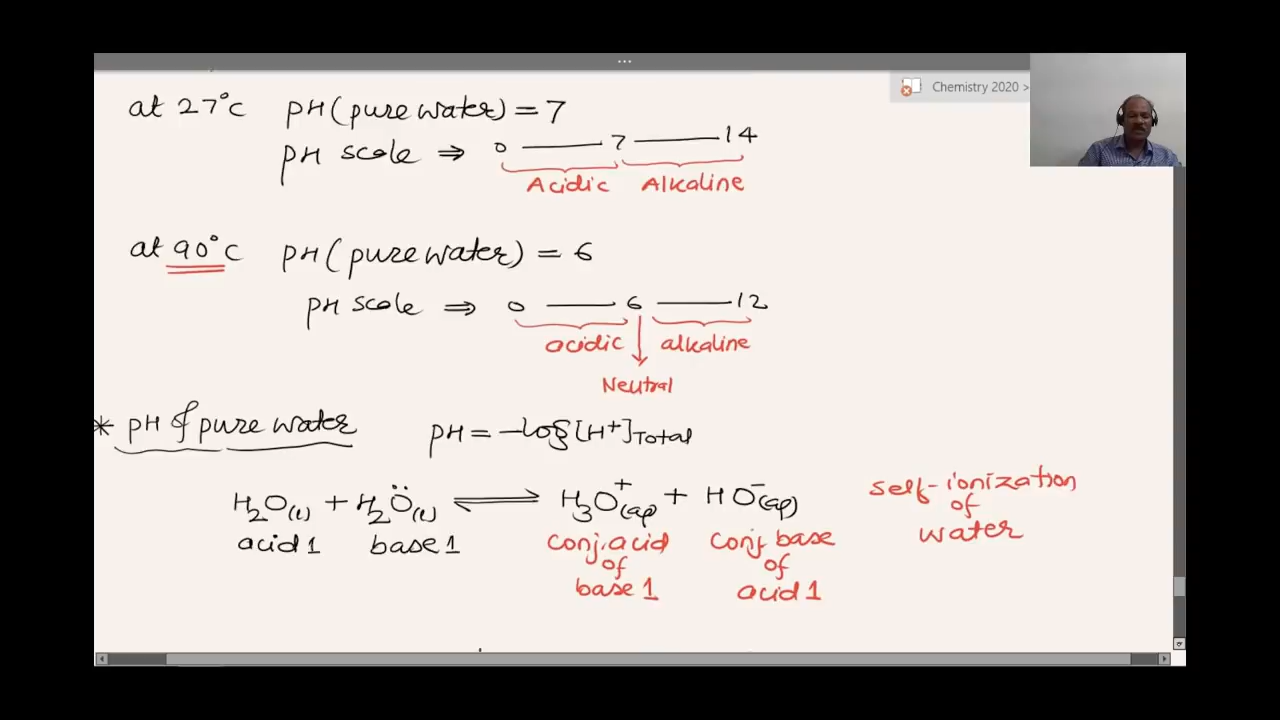 ...
Chemistry 2020 >
at 27°C pH (pure water) = 7
pH scale ⇒ 0 —— 7 —— 14
Acidic Alkaline
at 90°C pH (pure water) = 6
pH scale ⇒ 0 —— 6 —— 12
acidic alkaline
Neutral
* pH of pure water pH = -log[H⁺]Total
H₂O(l) + H₂Ö(l) ⇌ H₃O⁺(aq) + HO⁻(aq)
acid 1 base 1 conj. acid of base 1 conj base of acid 1
self-ionization
of
water